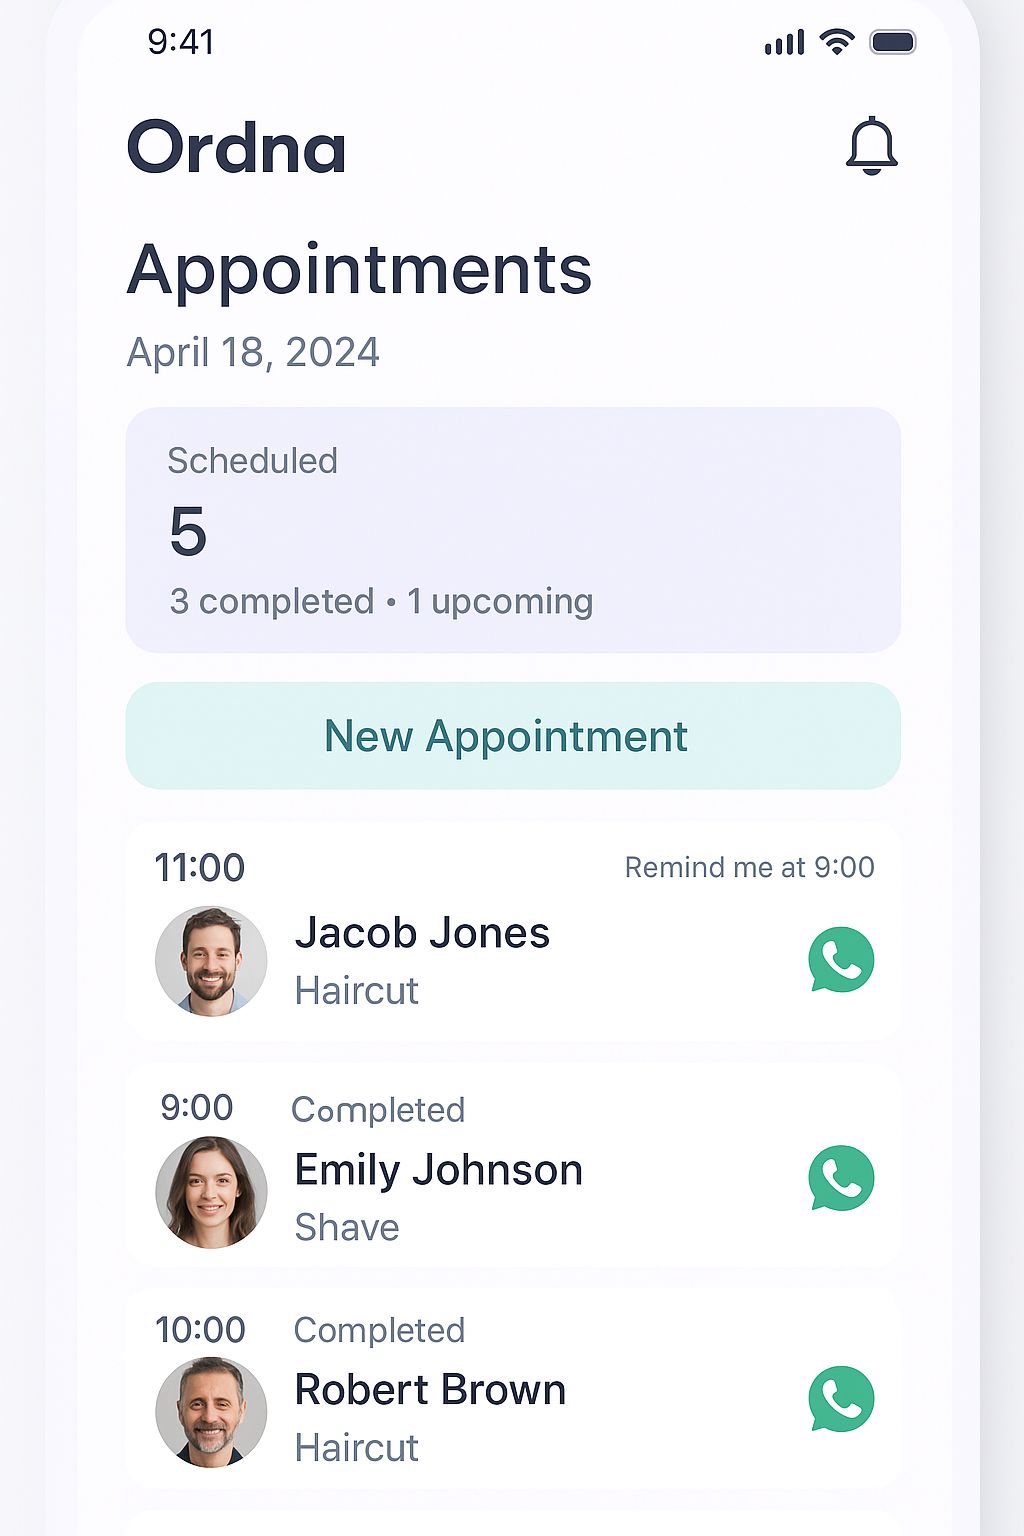 9:41
Ordna
Appointments
April 18, 2024
Scheduled
5
3 completed • 1 upcoming
New Appointment
11:00 Remind me at 9:00
Jacob Jones
Haircut
9:00 Completed
Emily Johnson
Shave
10:00 Completed
Robert Brown
Haircut